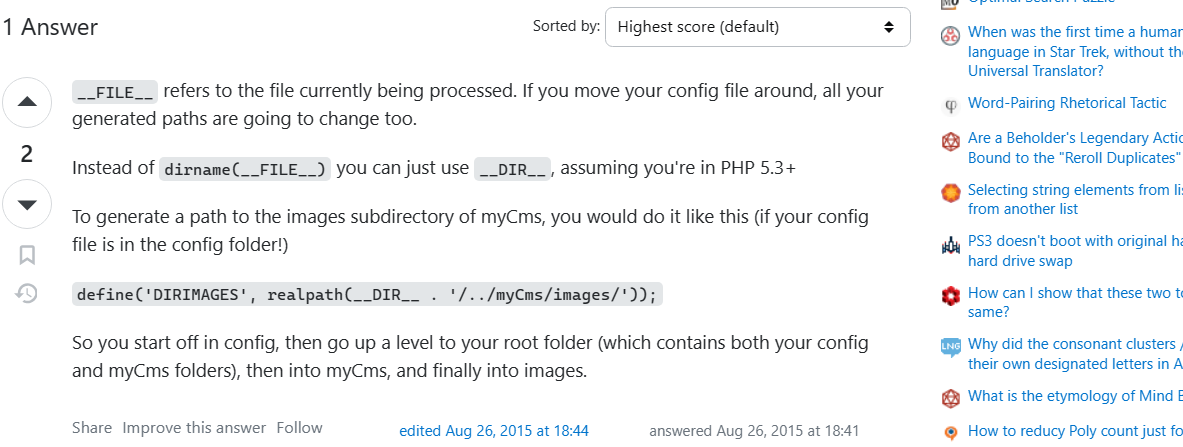 1 Answer
Sorted by: Highest score (default)
__FILE__ refers to the file currently being processed. If you move your config file around, all your
generated paths are going to change too.
2
Instead of dirname(__FILE__) you can just use __DIR__, assuming you're in PHP 5.3+
To generate a path to the images subdirectory of myCms, you would do it like this (if your config
file is in the config folder!)
define('DIRIMAGES', realpath(__DIR__ . '/../myCms/images/'));
So you start off in config, then go up a level to your root folder (which contains both your config
and myCms folders), then into myCms, and finally into images.
Share Improve this answer Follow
edited Aug 26, 2015 at 18:44
answered Aug 26, 2015 at 18:41
When was the first time a human
language in Star Trek, without the
Universal Translator?
Word-Pairing Rhetorical Tactic
Are a Beholder's Legendary Actio
Bound to the "Reroll Duplicates"
Selecting string elements from lis
from another list
PS3 doesn't boot with original ha
hard drive swap
How can I show that these two to
same?
LNG
Why did the consonant clusters /
their own designated letters in A
What is the etymology of Mind
How to reducy Poly count just fo